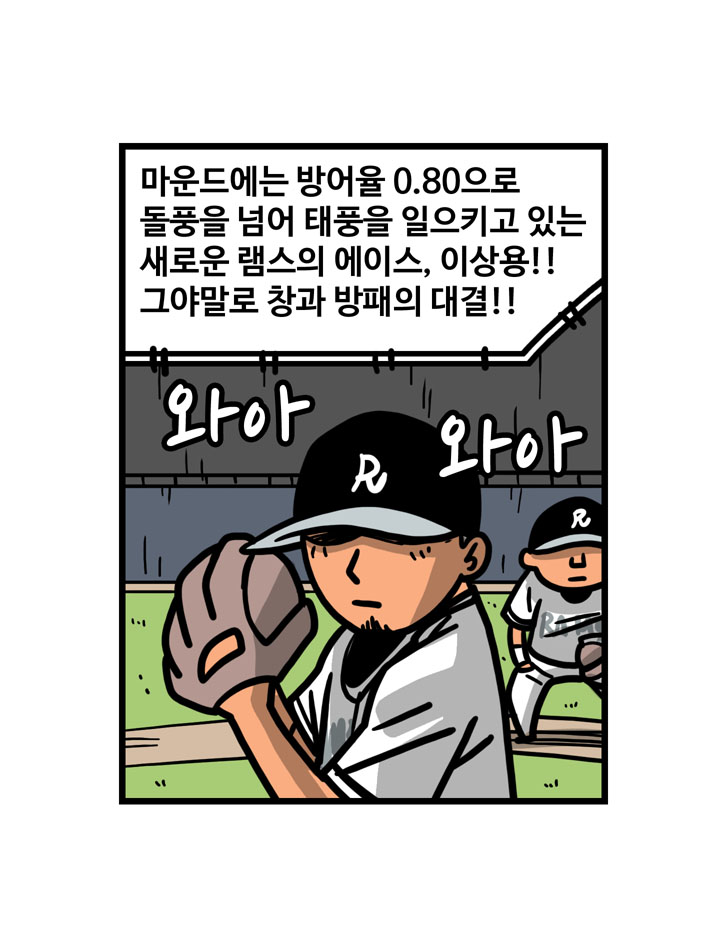 마운드에는 방어율 0.80으로
돌풍을 넘어 태풍을 일으키고 있는
새로운 램스의 에이스, 이상용!!
그야말로 창과 방패의 대결!!
와아
와아
R
R